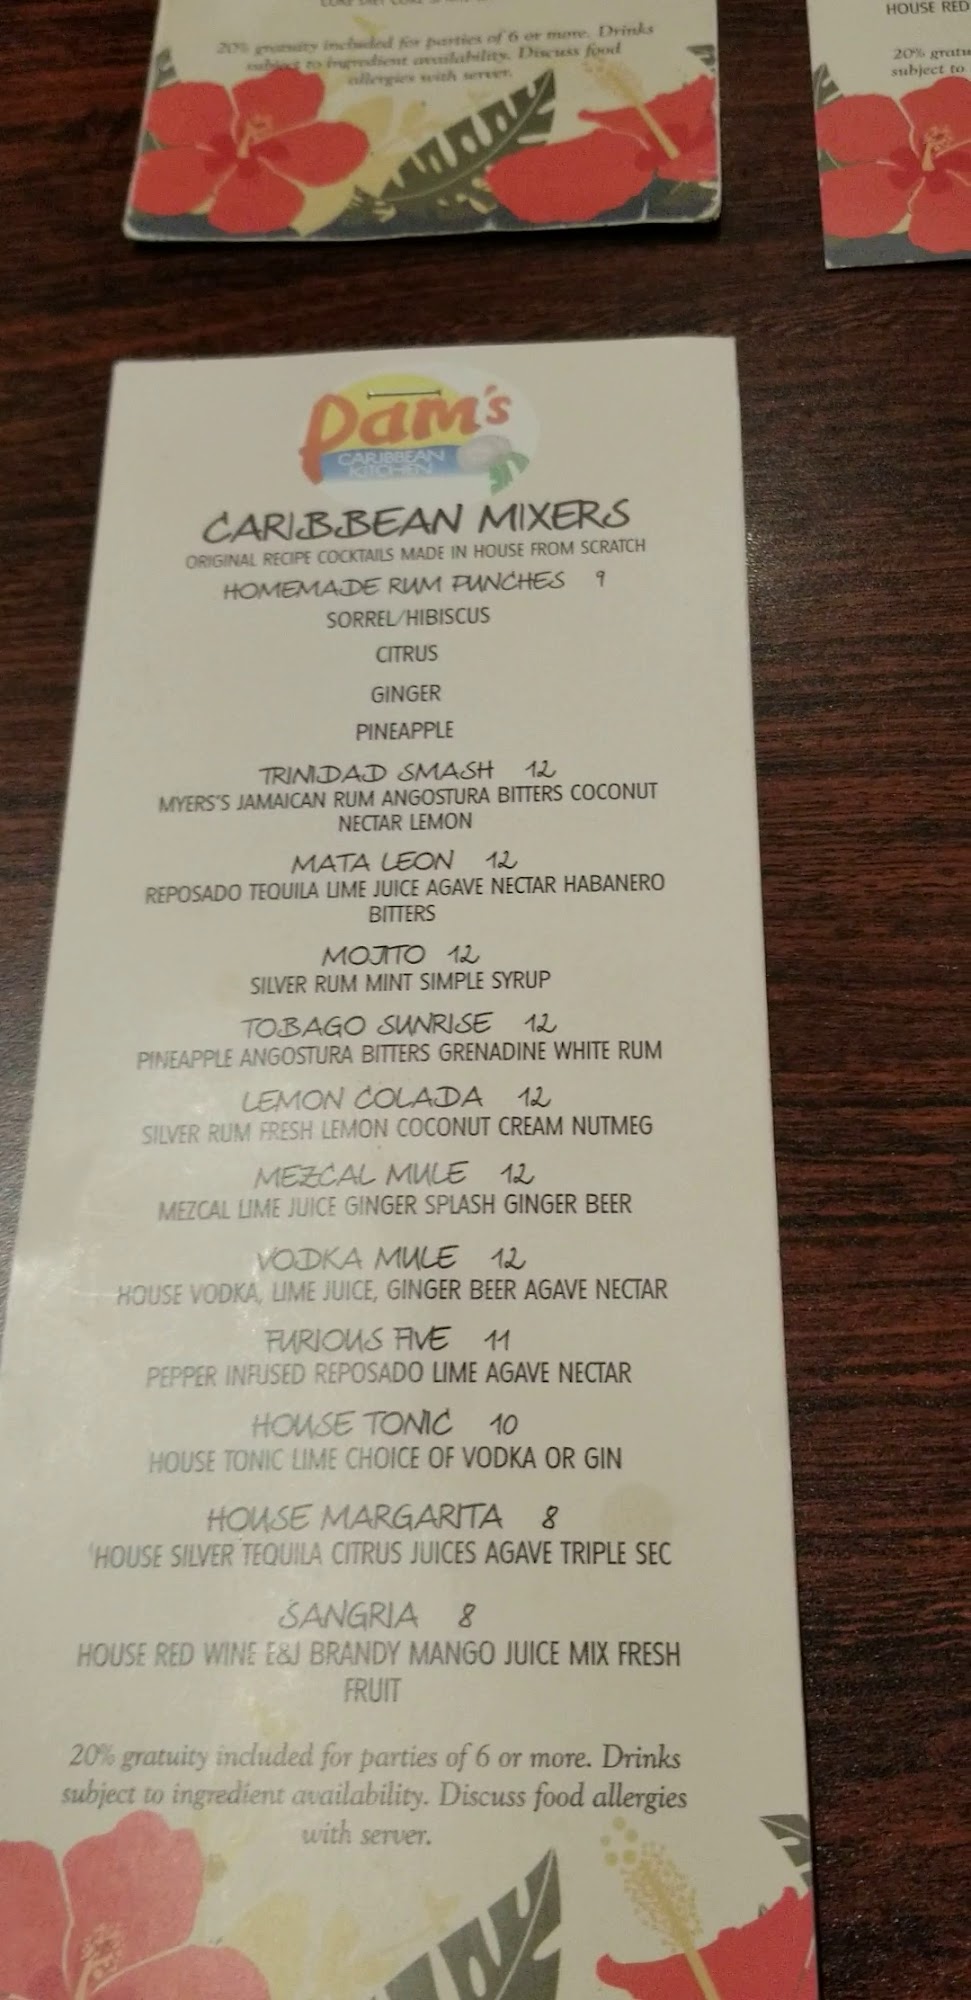 20% gratuity included for parties of 6 or more. Drinks
subject to ingredient availability. Discuss food
allergies with server.
HOUSE RED
20%
subject to
Pam's
CARIBBEAN
KITCHEN
CARIBBEAN MIXERS
ORIGINAL RECIPE COCKTAILS MADE IN HOUSE FROM SCRATCH
HOMEMADE RUM PUNCHES 9
SORREL/HIBISCUS
CITRUS
GINGER
PINEAPPLE
TRINIDAD SMASH 12
MYERS'S JAMAICAN RUM ANGOSTURA BITTERS COCONUT
NECTAR LEMON
MATA LEON 12
REPOSADO TEQUILA LIME JUICE AGAVE NECTAR HABANERO
BITTERS
MOJITO 12
SILVER RUM MINT SIMPLE SYRUP
TOBAGO SUNRISE 12
PINEAPPLE ANGOSTURA BITTERS GRENADINE WHITE RUM
LEMON COLADA 12
SILVER RUM FRESH LEMON COCONUT CREAM NUTMEG
MEZCAL MULE 12
MEZCAL LIME JUICE GINGER SPLASH GINGER BEER
VODKA MULE 12
HOUSE VODKA, LIME JUICE, GINGER BEER AGAVE NECTAR
FURIOUS FIVE 11
PEPPER INFUSED REPOSADO LIME AGAVE NECTAR
HOUSE TONIC 10
HOUSE TONIC LIME CHOICE OF VODKA OR GIN
HOUSE MARGARITA 8
HOUSE SILVER TEQUILA CITRUS JUICES AGAVE TRIPLE SEC
SANGRIA 8
HOUSE RED WINE E&J BRANDY MANGO JUICE MIX FRESH
FRUIT
20% gratuity included for parties of 6 or more. Drinks
subject to ingredient availability. Discuss food allergies
with server.